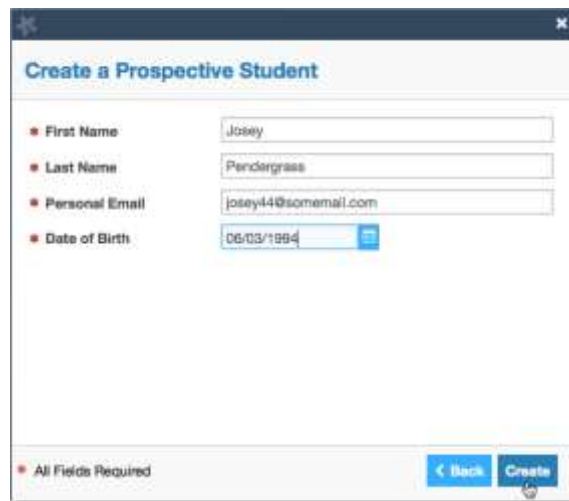 Create a Prospective Student
* First Name Josey
* Last Name Pendergrass
* Personal Email josey44@somemail.com
* Date of Birth 06/03/1994
* All Fields Required < Back Create